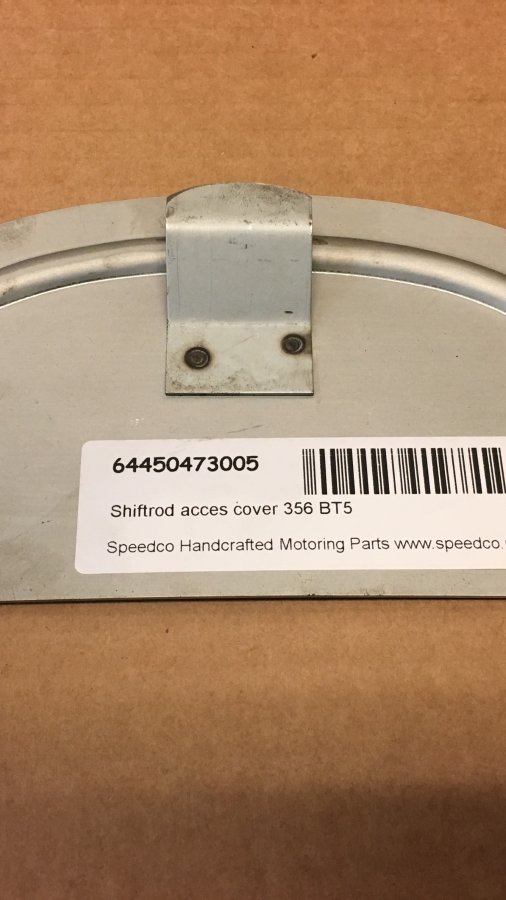 64450473005
Shiftrod acces cover 356 BT5
Speedco Handcrafted Motoring Parts www.speedco.